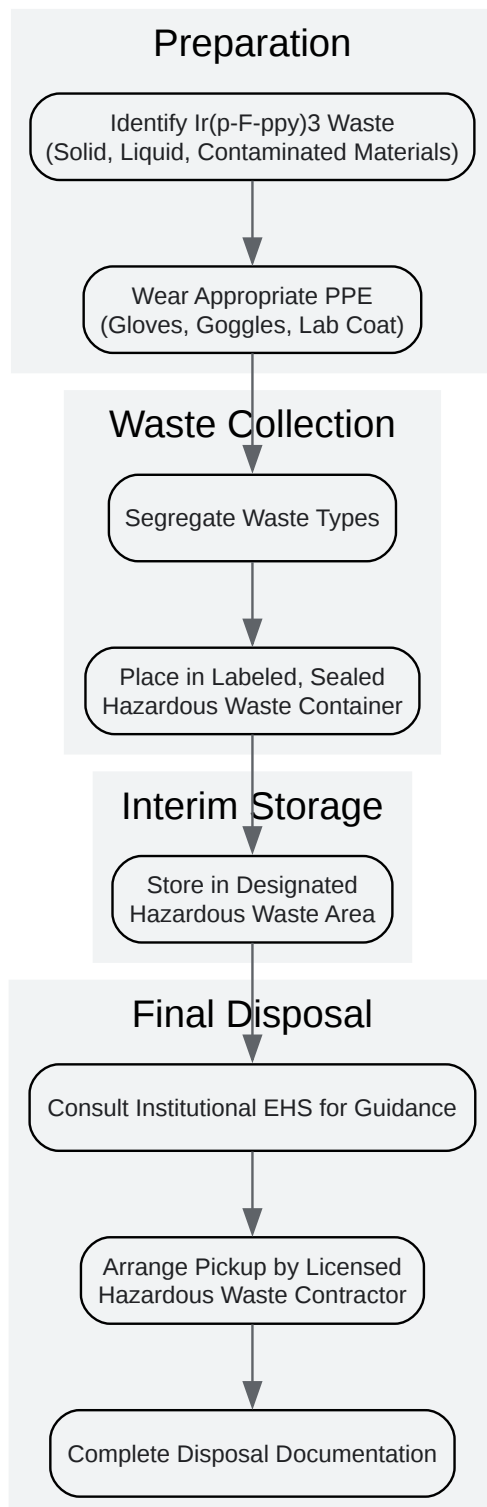 Preparation
Identify Ir(p-F-ppy)3 Waste
(Solid, Liquid, Contaminated Materials)
Wear Appropriate PPE
(Gloves, Goggles, Lab Coat)
Waste Collection
Segregate Waste Types
Place in Labeled, Sealed
Hazardous Waste Container
Interim Storage
Store in Designated
Hazardous Waste Area
Final Disposal
Consult Institutional EHS for Guidance
Arrange Pickup by Licensed
Hazardous Waste Contractor
Complete Disposal Documentation